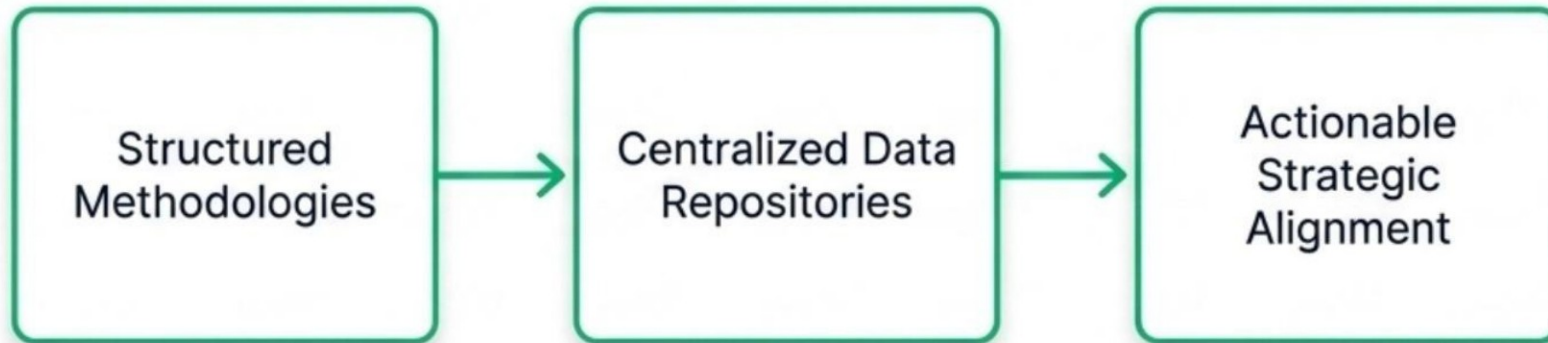 Structured
Methodologies
Centralized Data
Repositories
Actionable
Strategic
Alignment